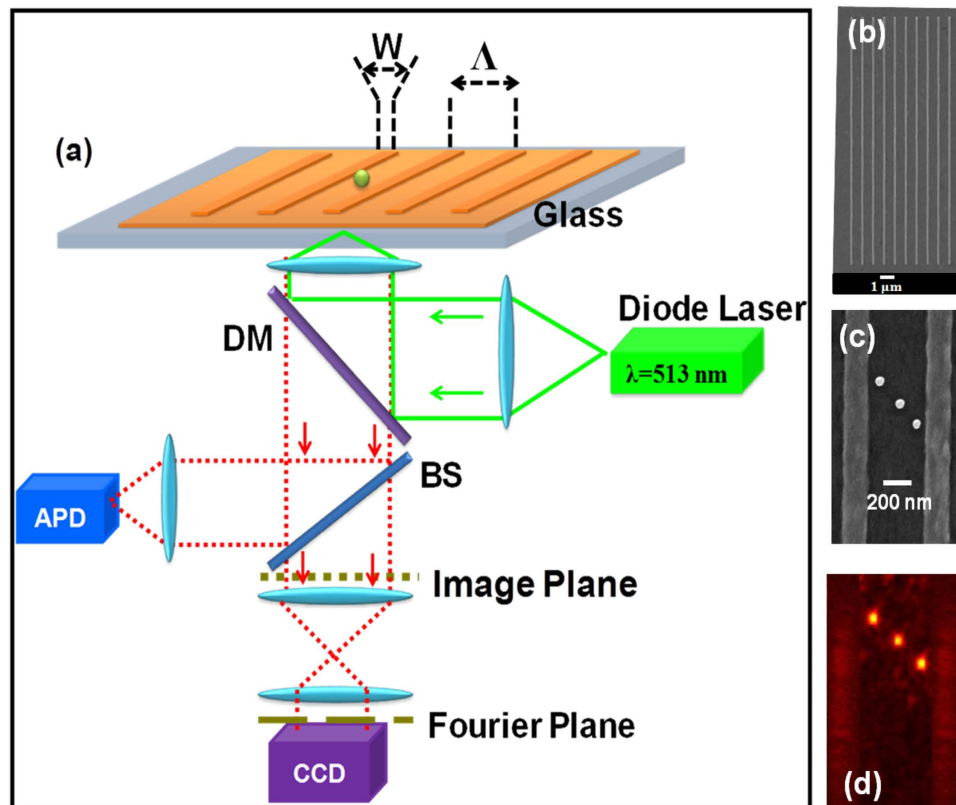 (a)
W
Λ
Glass
Diode Laser
λ=513 nm
DM
BS
APD
Image Plane
Fourier Plane
CCD
(b)
1 µm
(c)
200 nm
(d)